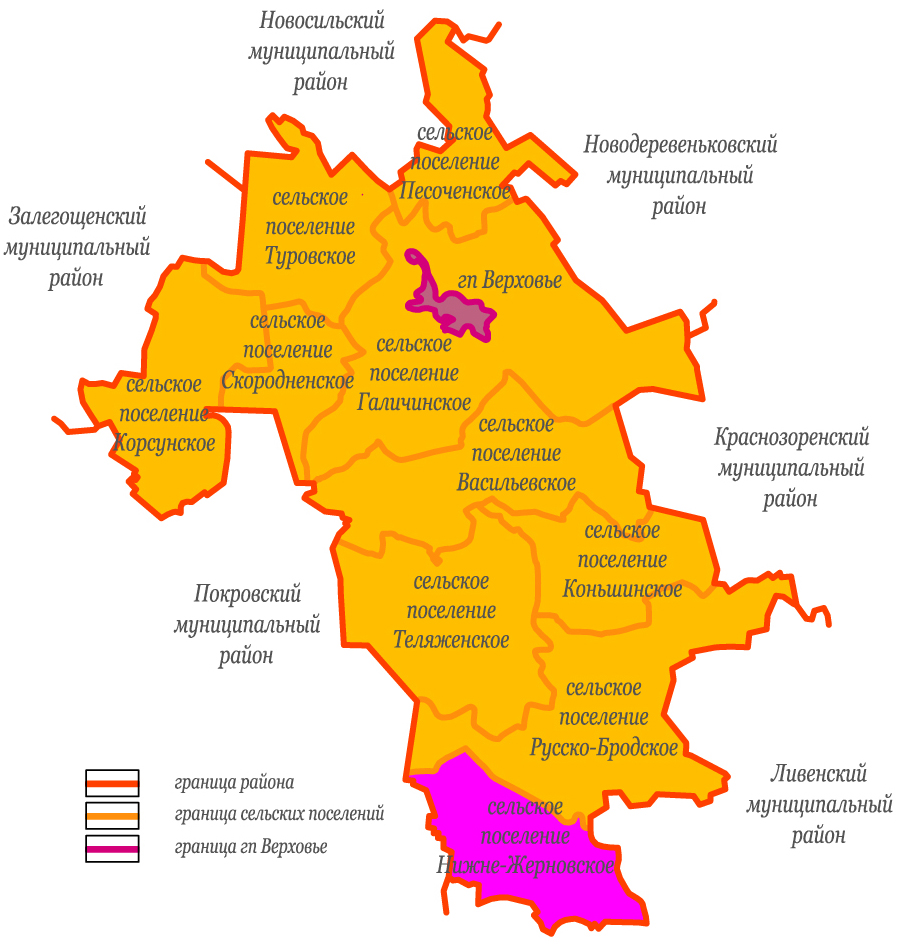 Новосильский
муниципальный
район
сельское
поселение
Песоченское
Новодеревеньковский
муниципальный
район
Залегощенский
муниципальный
район
сельское
поселение
Туровское
гп Верховье
сельское
поселение
Скородненское
сельское
поселение
Галичинское
сельское
поселение
Корсунское
сельское
поселение
Васильевское
Краснозоренский
муниципальный
район
сельское
поселение
Коньшинское
сельское
поселение
Теляженское
Покровский
муниципальный
район
сельское
поселение
Русско-Бродское
Ливенский
муниципальный
район
сельское
поселение
Нижне-Жерновское
граница района
граница сельских поселений
граница гп Верховье